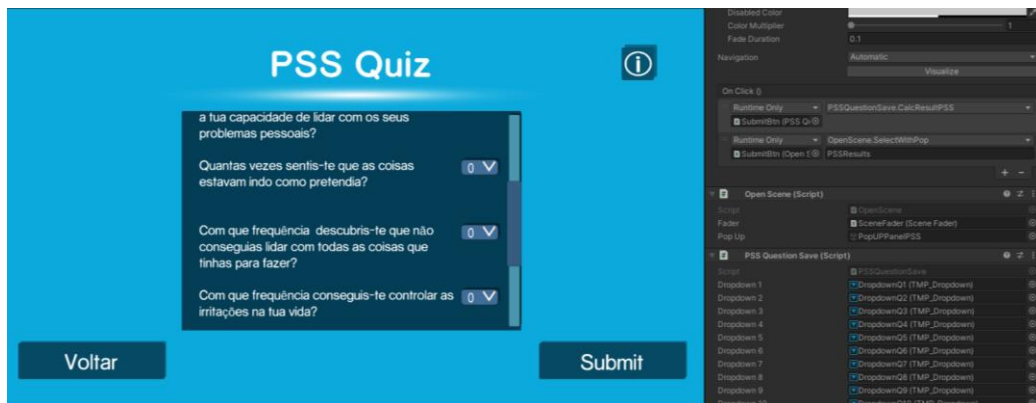 PSS Quiz
a tua capacidade de lidar com os seus
problemas pessoais?
Quantas vezes sentis-te que as coisas
estavam indo como pretendia?
0
Com que frequência descubris-te que não
conseguias lidar com todas as coisas que
tinhas para fazer?
0
Com que frequência conseguis-te controlar as
irritações na tua vida?
0
Voltar
Submit
Disabled Color
Color Multiplier 1
Fade Duration 0.1
Navigation Automatic
Visualize
On Click ()
Runtime Only PSSQuestionSave.CalcResultPSS
SubmitBtn (PSS Qu
Runtime Only OpenScene.SelectWithPop
SubmitBtn (Open S PSSResults
+ −
Open Scene (Script)
Script OpenScene
Fader SceneFader (Scene Fader)
Pop Up PopUPPanelPSS
PSS Question Save (Script)
Script PSSQuestionSave
Dropdown 1 DropdownQ1 (TMP_Dropdown)
Dropdown 2 DropdownQ2 (TMP_Dropdown)
Dropdown 3 DropdownQ3 (TMP_Dropdown)
Dropdown 4 DropdownQ4 (TMP_Dropdown)
Dropdown 5 DropdownQ5 (TMP_Dropdown)
Dropdown 6 DropdownQ6 (TMP_Dropdown)
Dropdown 7 DropdownQ7 (TMP_Dropdown)
Dropdown 8 DropdownQ8 (TMP_Dropdown)
Dropdown 9 DropdownQ9 (TMP_Dropdown)